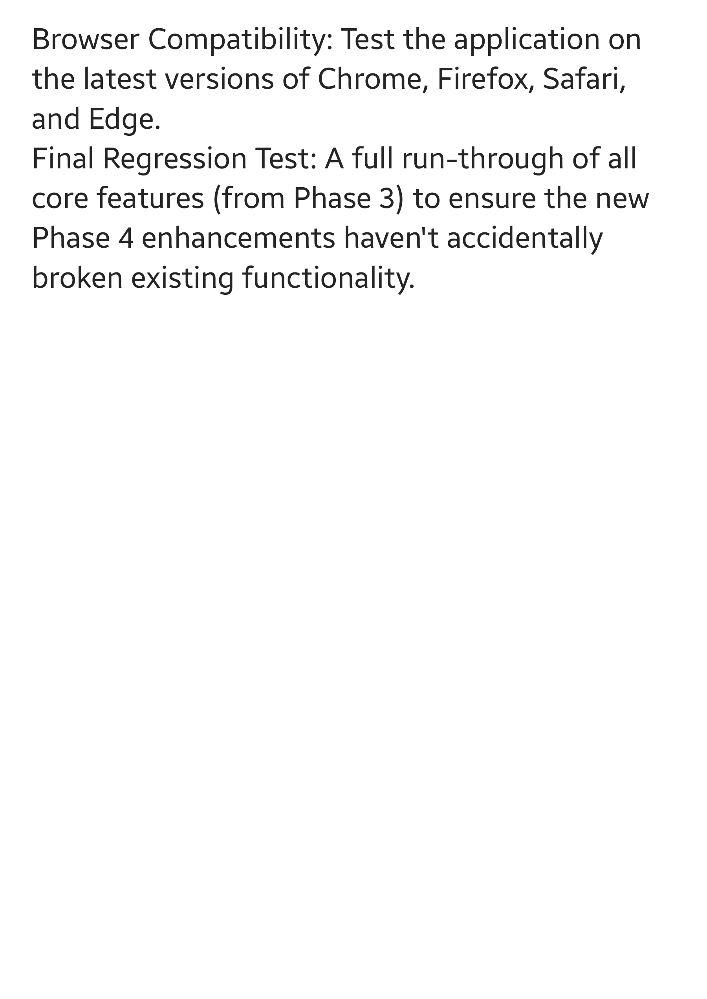 Browser Compatibility: Test the application on
the latest versions of Chrome, Firefox, Safari,
and Edge.
Final Regression Test: A full run-through of all
core features (from Phase 3) to ensure the new
Phase 4 enhancements haven't accidentally
broken existing functionality.